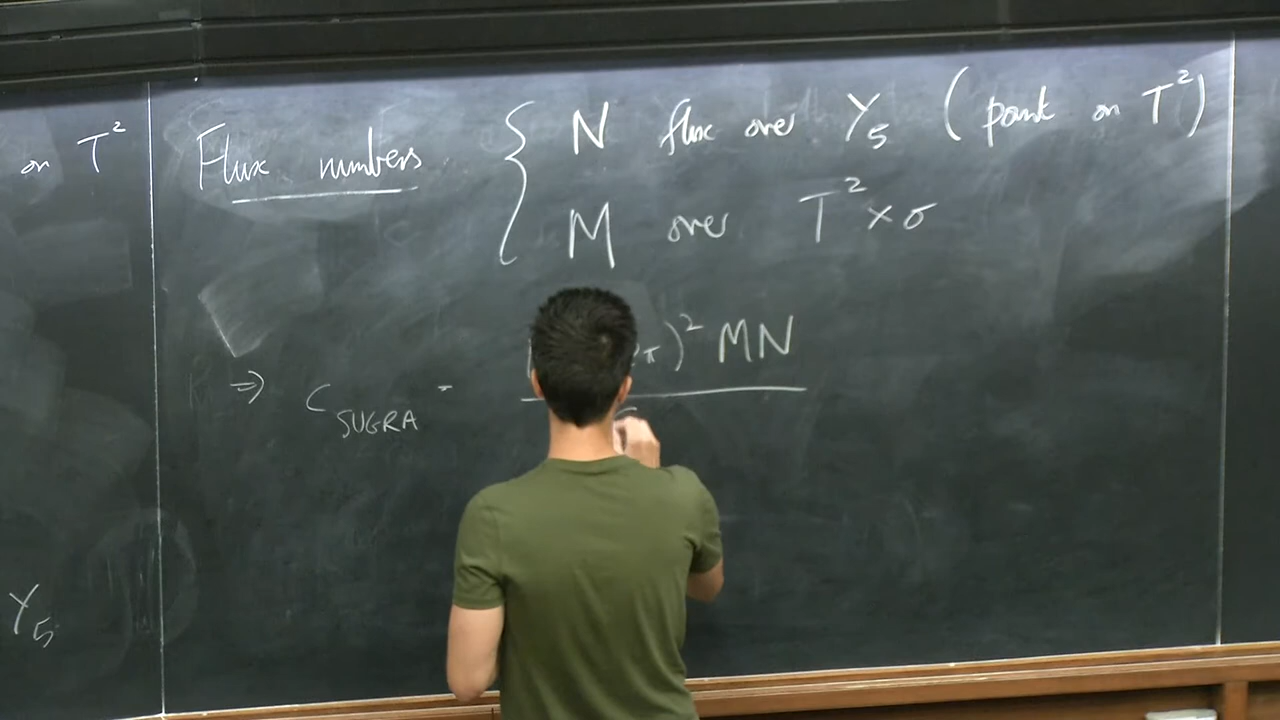 on T²
Flux numbers { N flux over Y₅ (point on T²)
M over T² × σ
⇒ C_SUGRA = π)² MN
Y₅